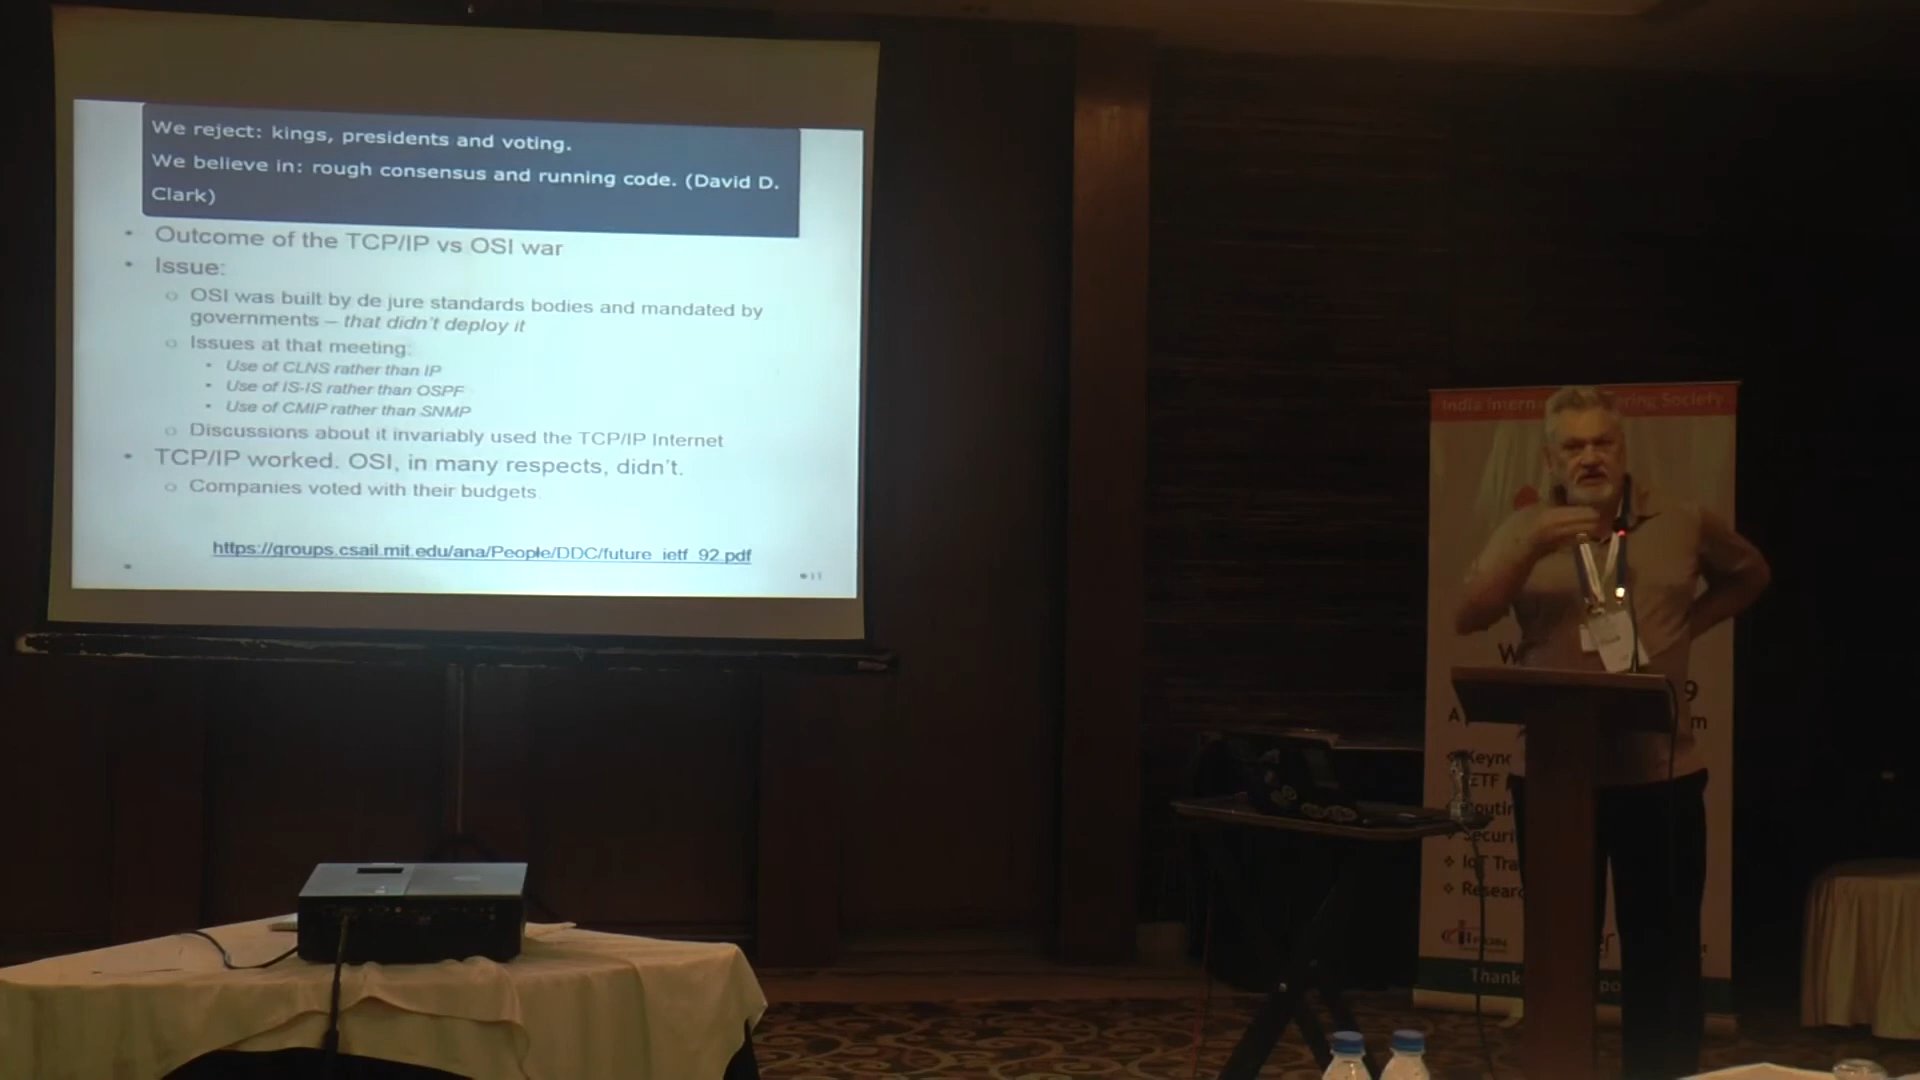 We reject: kings, presidents and voting.
We believe in: rough consensus and running code. (David D.
Clark)
• Outcome of the TCP/IP vs OSI war
• Issue:
o OSI was built by de jure standards bodies and mandated by
governments – that didn't deploy it
o Issues at that meeting:
• Use of CLNS rather than IP
• Use of IS-IS rather than OSPF
• Use of CMIP rather than SNMP
o Discussions about it invariably used the TCP/IP Internet
• TCP/IP worked. OSI, in many respects, didn't.
o Companies voted with their budgets.
https://groups.csail.mit.edu/ana/People/DDC/future_ietf_92.pdf
11
India Society
IoT
Thank